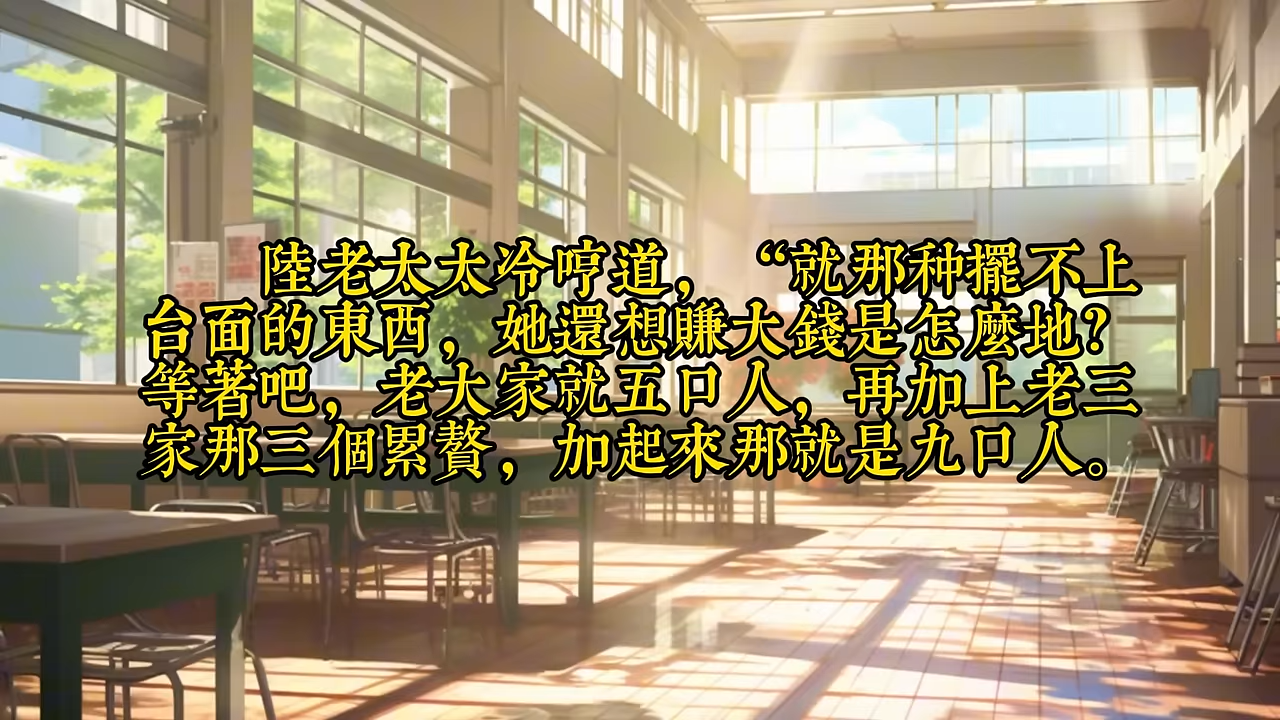 陸老太太冷哼道，“就那种擺不上
台面的東西，她還想賺大錢是怎麼地？
等著吧，老大家就五口人，再加上老三
家那三個累贅，加起來那就是九口人。